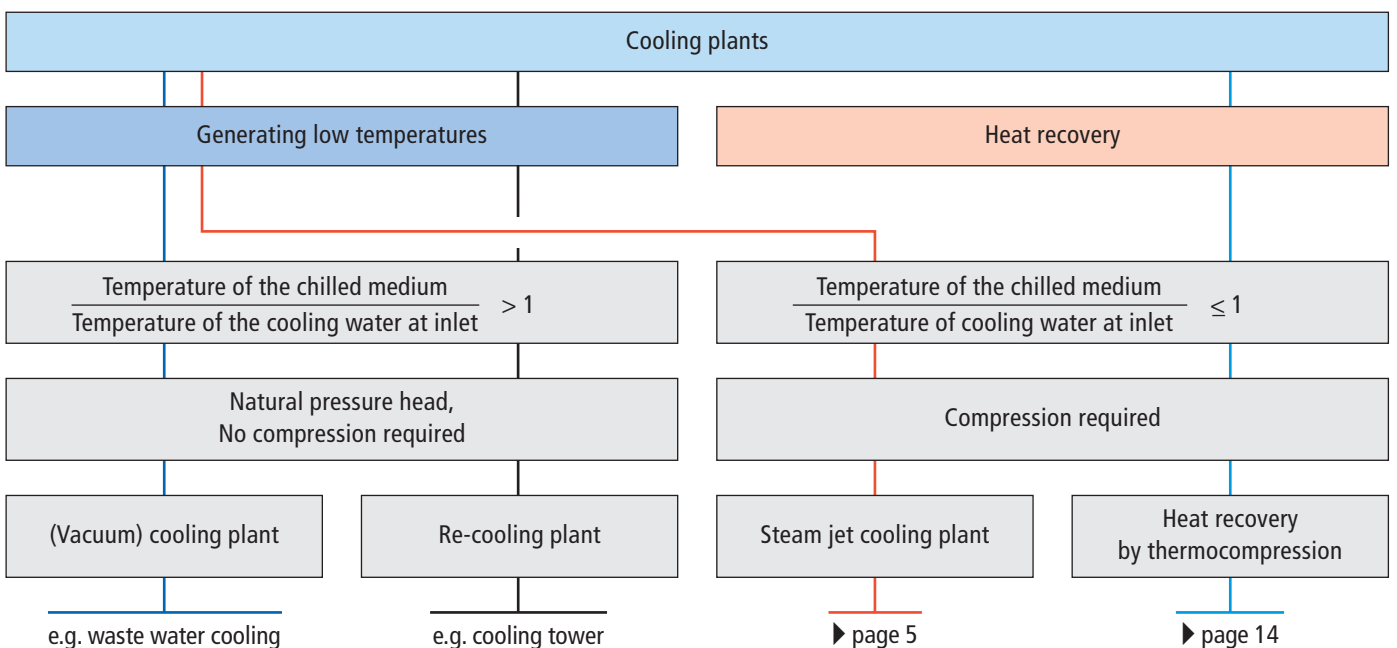 Cooling plants
Generating low temperatures
Heat recovery
Temperature of the chilled medium
Temperature of the cooling water at inlet
> 1
Temperature of the chilled medium
Temperature of cooling water at inlet
≤ 1
Natural pressure head,
No compression required
Compression required
(Vacuum) cooling plant
Re-cooling plant
Steam jet cooling plant
Heat recovery
by thermocompression
e.g. waste water cooling
e.g. cooling tower
▶ page 5
▶ page 14